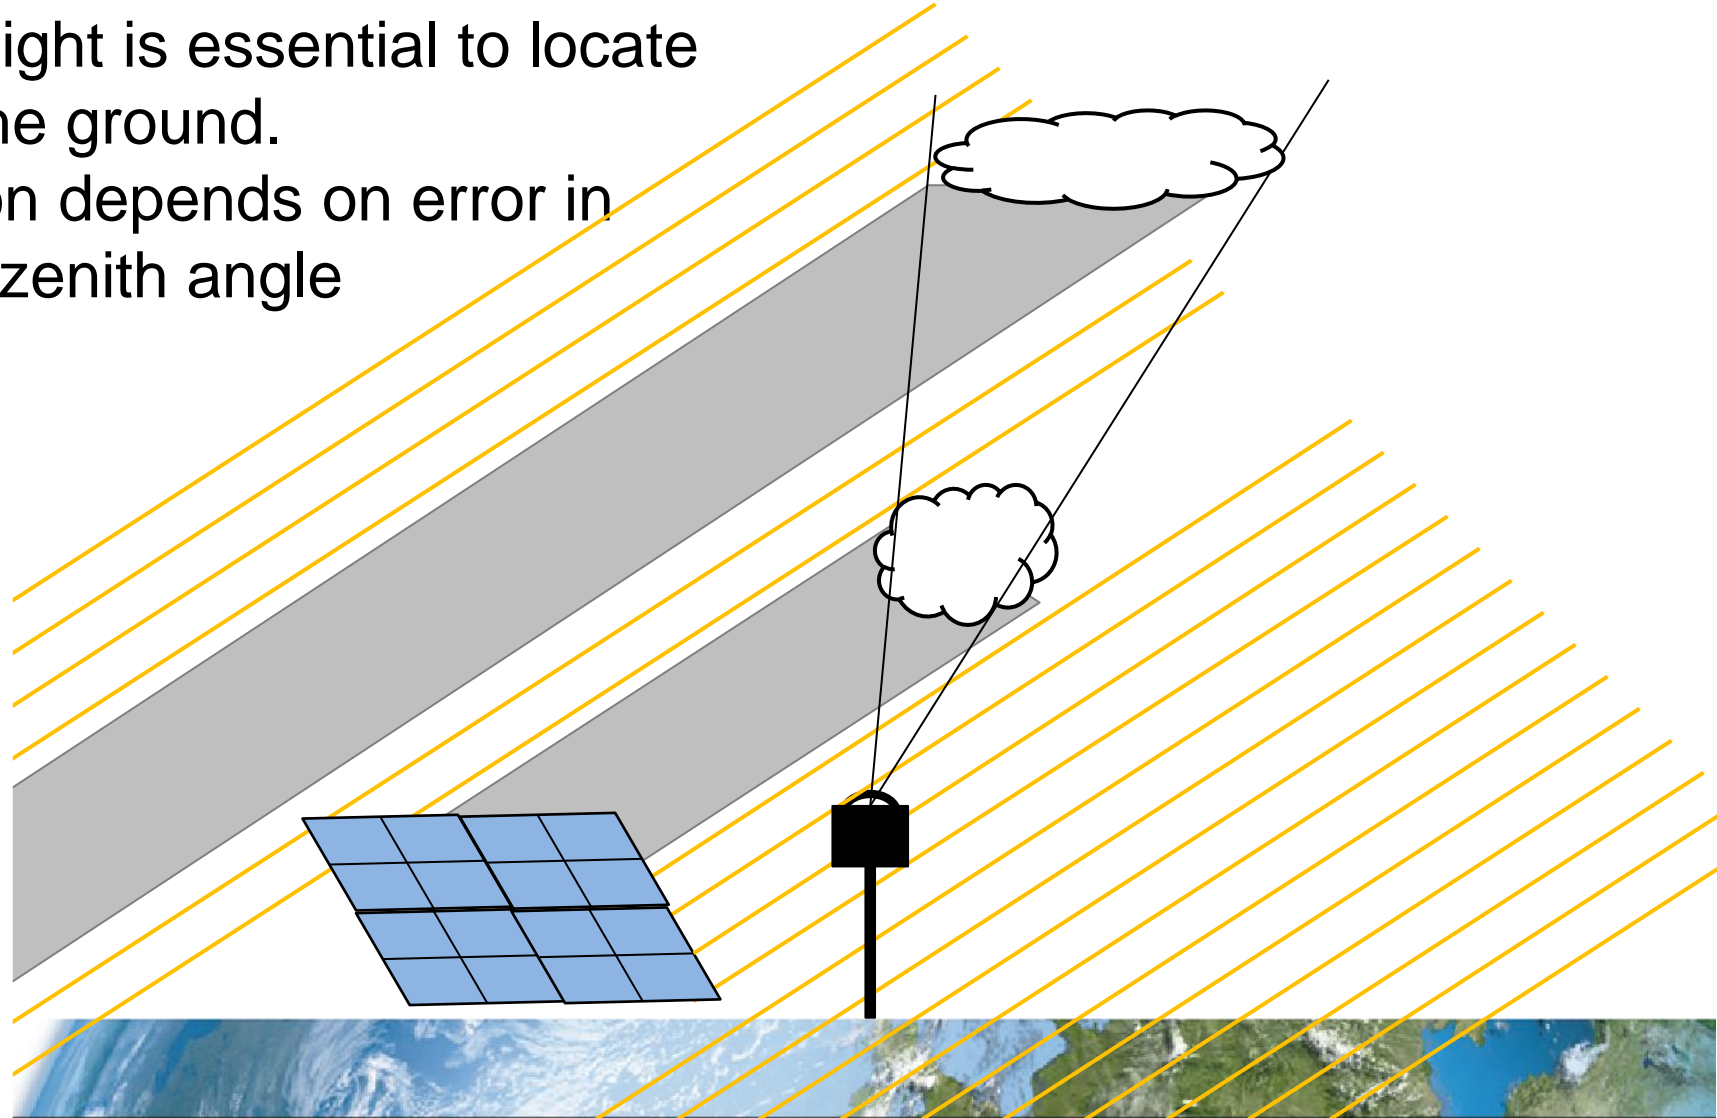 ight is essential to locate
ne ground.
on depends on error in
zenith angle